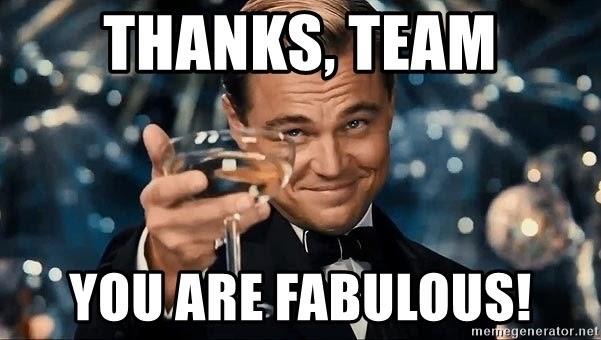 THANKS, TEAM
YOU ARE FABULOUS!
memegenerator.net